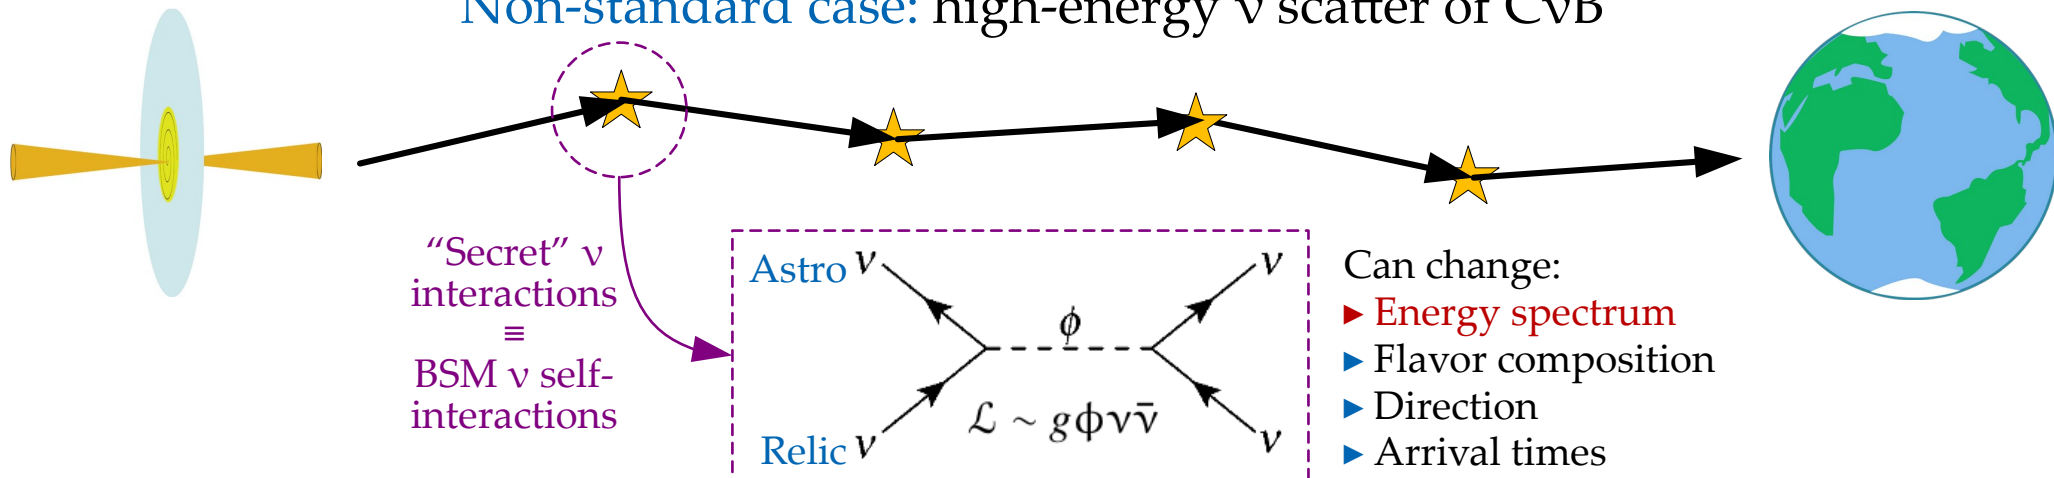 Non-standard case: high-energy ν scatter of CνB
“Secret” ν
interactions
≡
BSM ν self-
interactions
Astro ν
ν
ϕ
ℒ ~ gϕνν̄
Relic ν
ν
Can change:
▸ Energy spectrum
▸ Flavor composition
▸ Direction
▸ Arrival times